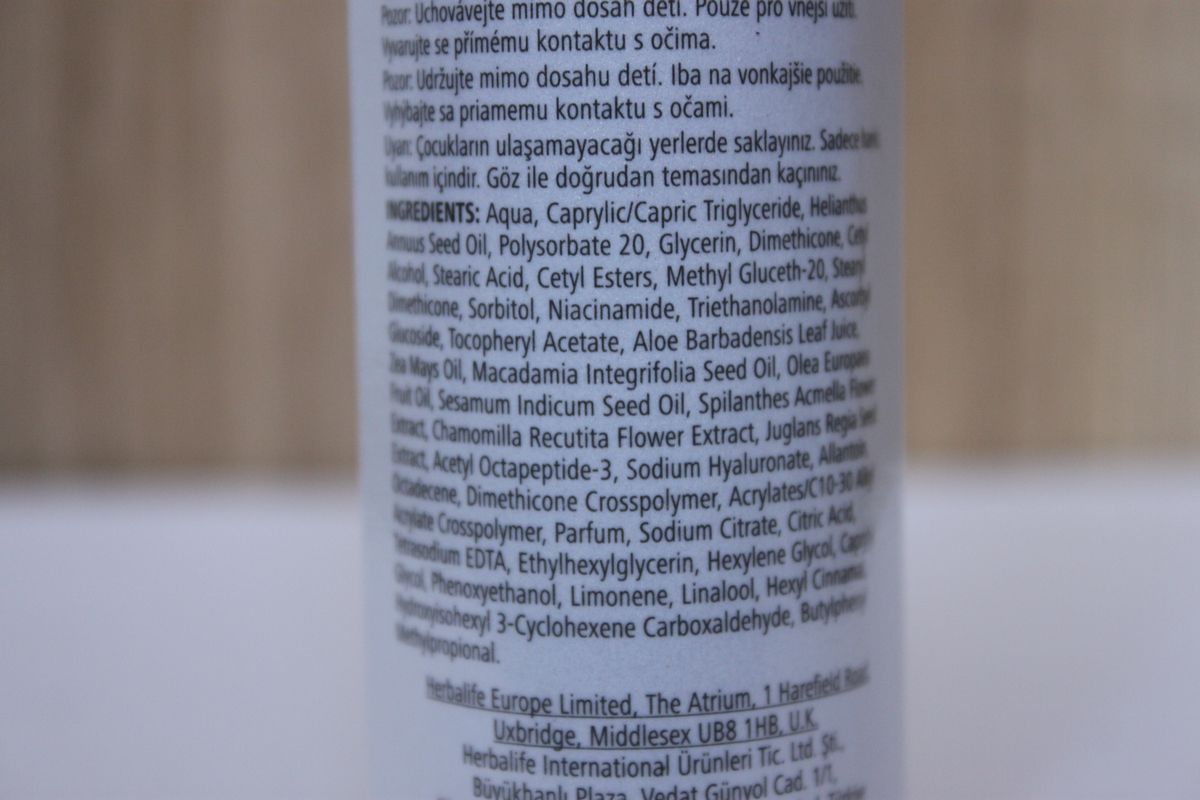 Pozor: Uchovávejte mimo dosah dětí. Pouze pro vnější užití.
Vyvarujte se přímému kontaktu s očima.
Pozor: Udržujte mimo dosahu detí. Iba na vonkajšie použitie.
Vyhýbajte sa priamemu kontaktu s očami.
Uyarı: Çocukların ulaşamayacağı yerlerde saklayınız. Sadece harici
kullanım içindir. Göz ile doğrudan temasından kaçınınız.
INGREDIENTS: Aqua, Caprylic/Capric Triglyceride, Helianthus
Annuus Seed Oil, Polysorbate 20, Glycerin, Dimethicone, Cetyl
Alcohol, Stearic Acid, Cetyl Esters, Methyl Gluceth-20, Stearyl
Dimethicone, Sorbitol, Niacinamide, Triethanolamine, Ascorbyl
Glucoside, Tocopheryl Acetate, Aloe Barbadensis Leaf Juice,
Zea Mays Oil, Macadamia Integrifolia Seed Oil, Olea Europaea
Fruit Oil, Sesamum Indicum Seed Oil, Spilanthes Acmella Flower
Extract, Chamomilla Recutita Flower Extract, Juglans Regia Seed
Extract, Acetyl Octapeptide-3, Sodium Hyaluronate, Allantoin,
Octadecene, Dimethicone Crosspolymer, Acrylates/C10-30 Alkyl
Acrylate Crosspolymer, Parfum, Sodium Citrate, Citric Acid,
Tetrasodium EDTA, Ethylhexylglycerin, Hexylene Glycol, Caprylyl
Glycol, Phenoxyethanol, Limonene, Linalool, Hexyl Cinnamal,
Hydroxyisohexyl 3-Cyclohexene Carboxaldehyde, Butylphenyl
Methylpropional.
Herbalife Europe Limited, The Atrium, 1 Harefield Road,
Uxbridge, Middlesex UB8 1HB, U.K.
Herbalife International Ürünleri Tic. Ltd. Şti.,
Büyükhanlı Plaza, Vedat Günyol Cad. 1/1,